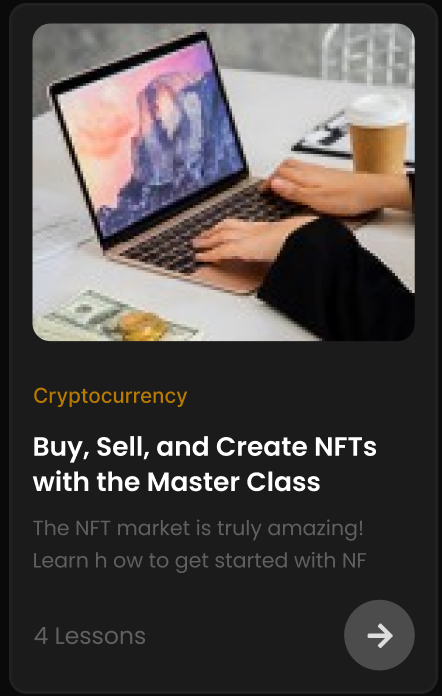 Cryptocurrency
Buy, Sell, and Create NFTs
with the Master Class
The NFT market is truly amazing!
Learn h ow to get started with NF
4 Lessons